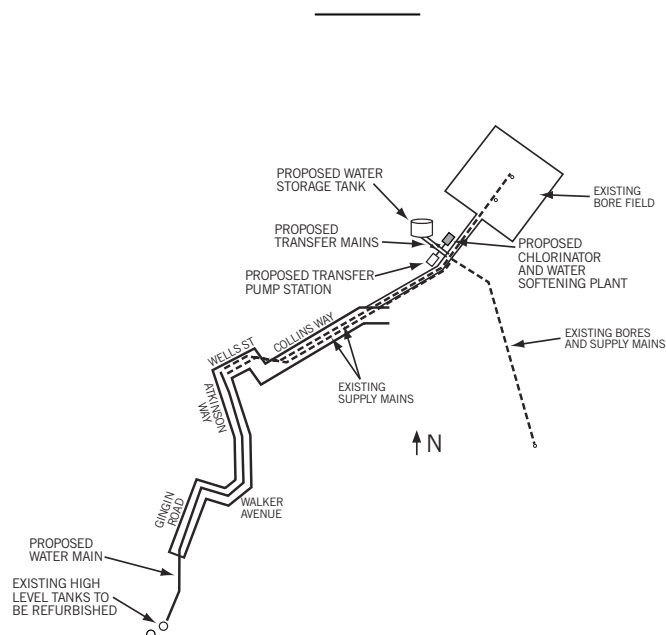 PROPOSED WATER
STORAGE TANK
EXISTING
BORE FIELD
PROPOSED
TRANSFER MAINS
PROPOSED
CHLORINATOR
AND WATER
SOFTENING PLANT
PROPOSED TRANSFER
PUMP STATION
EXISTING BORES
AND SUPPLY MAINS
COLLINS WAY
WELLS ST
EXISTING
SUPPLY MAINS
ATKINSON
WAY
N
GINGIN
ROAD
WALKER
AVENUE
PROPOSED
WATER MAIN
EXISTING HIGH
LEVEL TANKS TO
BE REFURBISHED